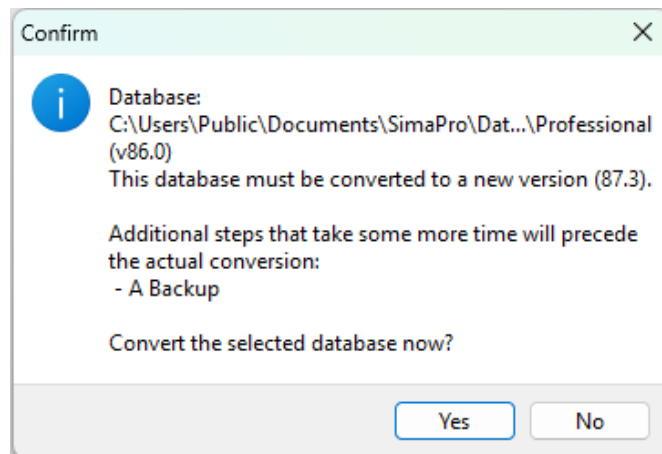 Confirm
Database:
C:\Users\Public\Documents\SimaPro\Dat...\Professional
(v86.0)
This database must be converted to a new version (87.3).
Additional steps that take some more time will precede
the actual conversion:
- A Backup
Convert the selected database now?
Yes
No